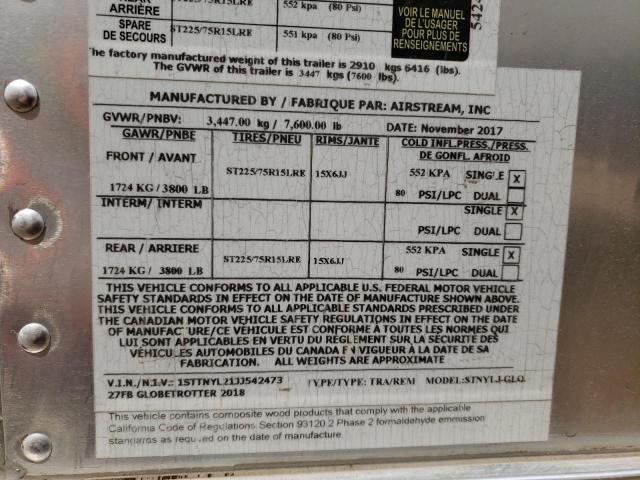 ARRIÈRE
552 kpa (80 Psi)
SPARE
DE SECOURS
ST225/75R15LRE
551 kpa (80 Psi)
VOIR LE MANUEL
DE L'USAGER
POUR PLUS DE
RENSEIGNEMENTS
The factory manufactured weight of this trailer is 2910 kgs 6416 (lbs).
The GVWR of this trailer is 3447 kgs (7600 lbs).
MANUFACTURED BY / FABRIQUE PAR: AIRSTREAM, INC
GVWR/PNBV: 3,447.00 kg / 7,600.00 lb DATE: November 2017
GAWR/PNBE TIRES/PNEU RIMS/JANTE COLD INFL.PRESS./PRESS.
DE GONFL. AFROID
FRONT / AVANT ST225/75R15LRE 15X6JJ 552 KPA SINGLE X
1724 KG / 3800 LB 80 PSI/LPC DUAL
INTERM/ INTERM SINGLE X
PSI/LPC DUAL
REAR / ARRIERE ST225/75R15LRE 15X6JJ 552 KPA SINGLE X
1724 KG / 3800 LB 80 PSI/LPC DUAL
THIS VEHICLE CONFORMS TO ALL APPLICABLE U.S. FEDERAL MOTOR VEHICLE
SAFETY STANDARDS IN EFFECT ON THE DATE OF MANUFACTURE SHOWN ABOVE.
THIS VEHICLE CONFORMS TO ALL APPLICABLE STANDARDS PRESCRIBED UNDER
THE CANADIAN MOTOR VEHICLE SAFETY REGULATIONS IN EFFECT ON THE DATE
OF MANUFACTURE/CE VÉHICULE EST CONFORME À TOUTES LES NORMES QUI
LUI SONT APPLICABLES EN VERTU DU RÈGLEMENT SUR LA SÉCURITÉ DES
VÉHICULES AUTOMOBILES DU CANADA EN VIGUEUR À LA DATE DE SA
FABRICATION. ALL WEIGHTS ARE APPROXIMATE
V.I.N./N.I.V.: 1STTNYL21JJ542473 TYPE/TYPE: TRA/REM MODEL:STNYLJ-GLO
27FB GLOBETROTTER 2018
This vehicle contains composite wood products that comply with the applicable
California Code of Regulations Section 93120.2 Phase 2 formaldehyde emmission
standards as required on the date of manufacture.